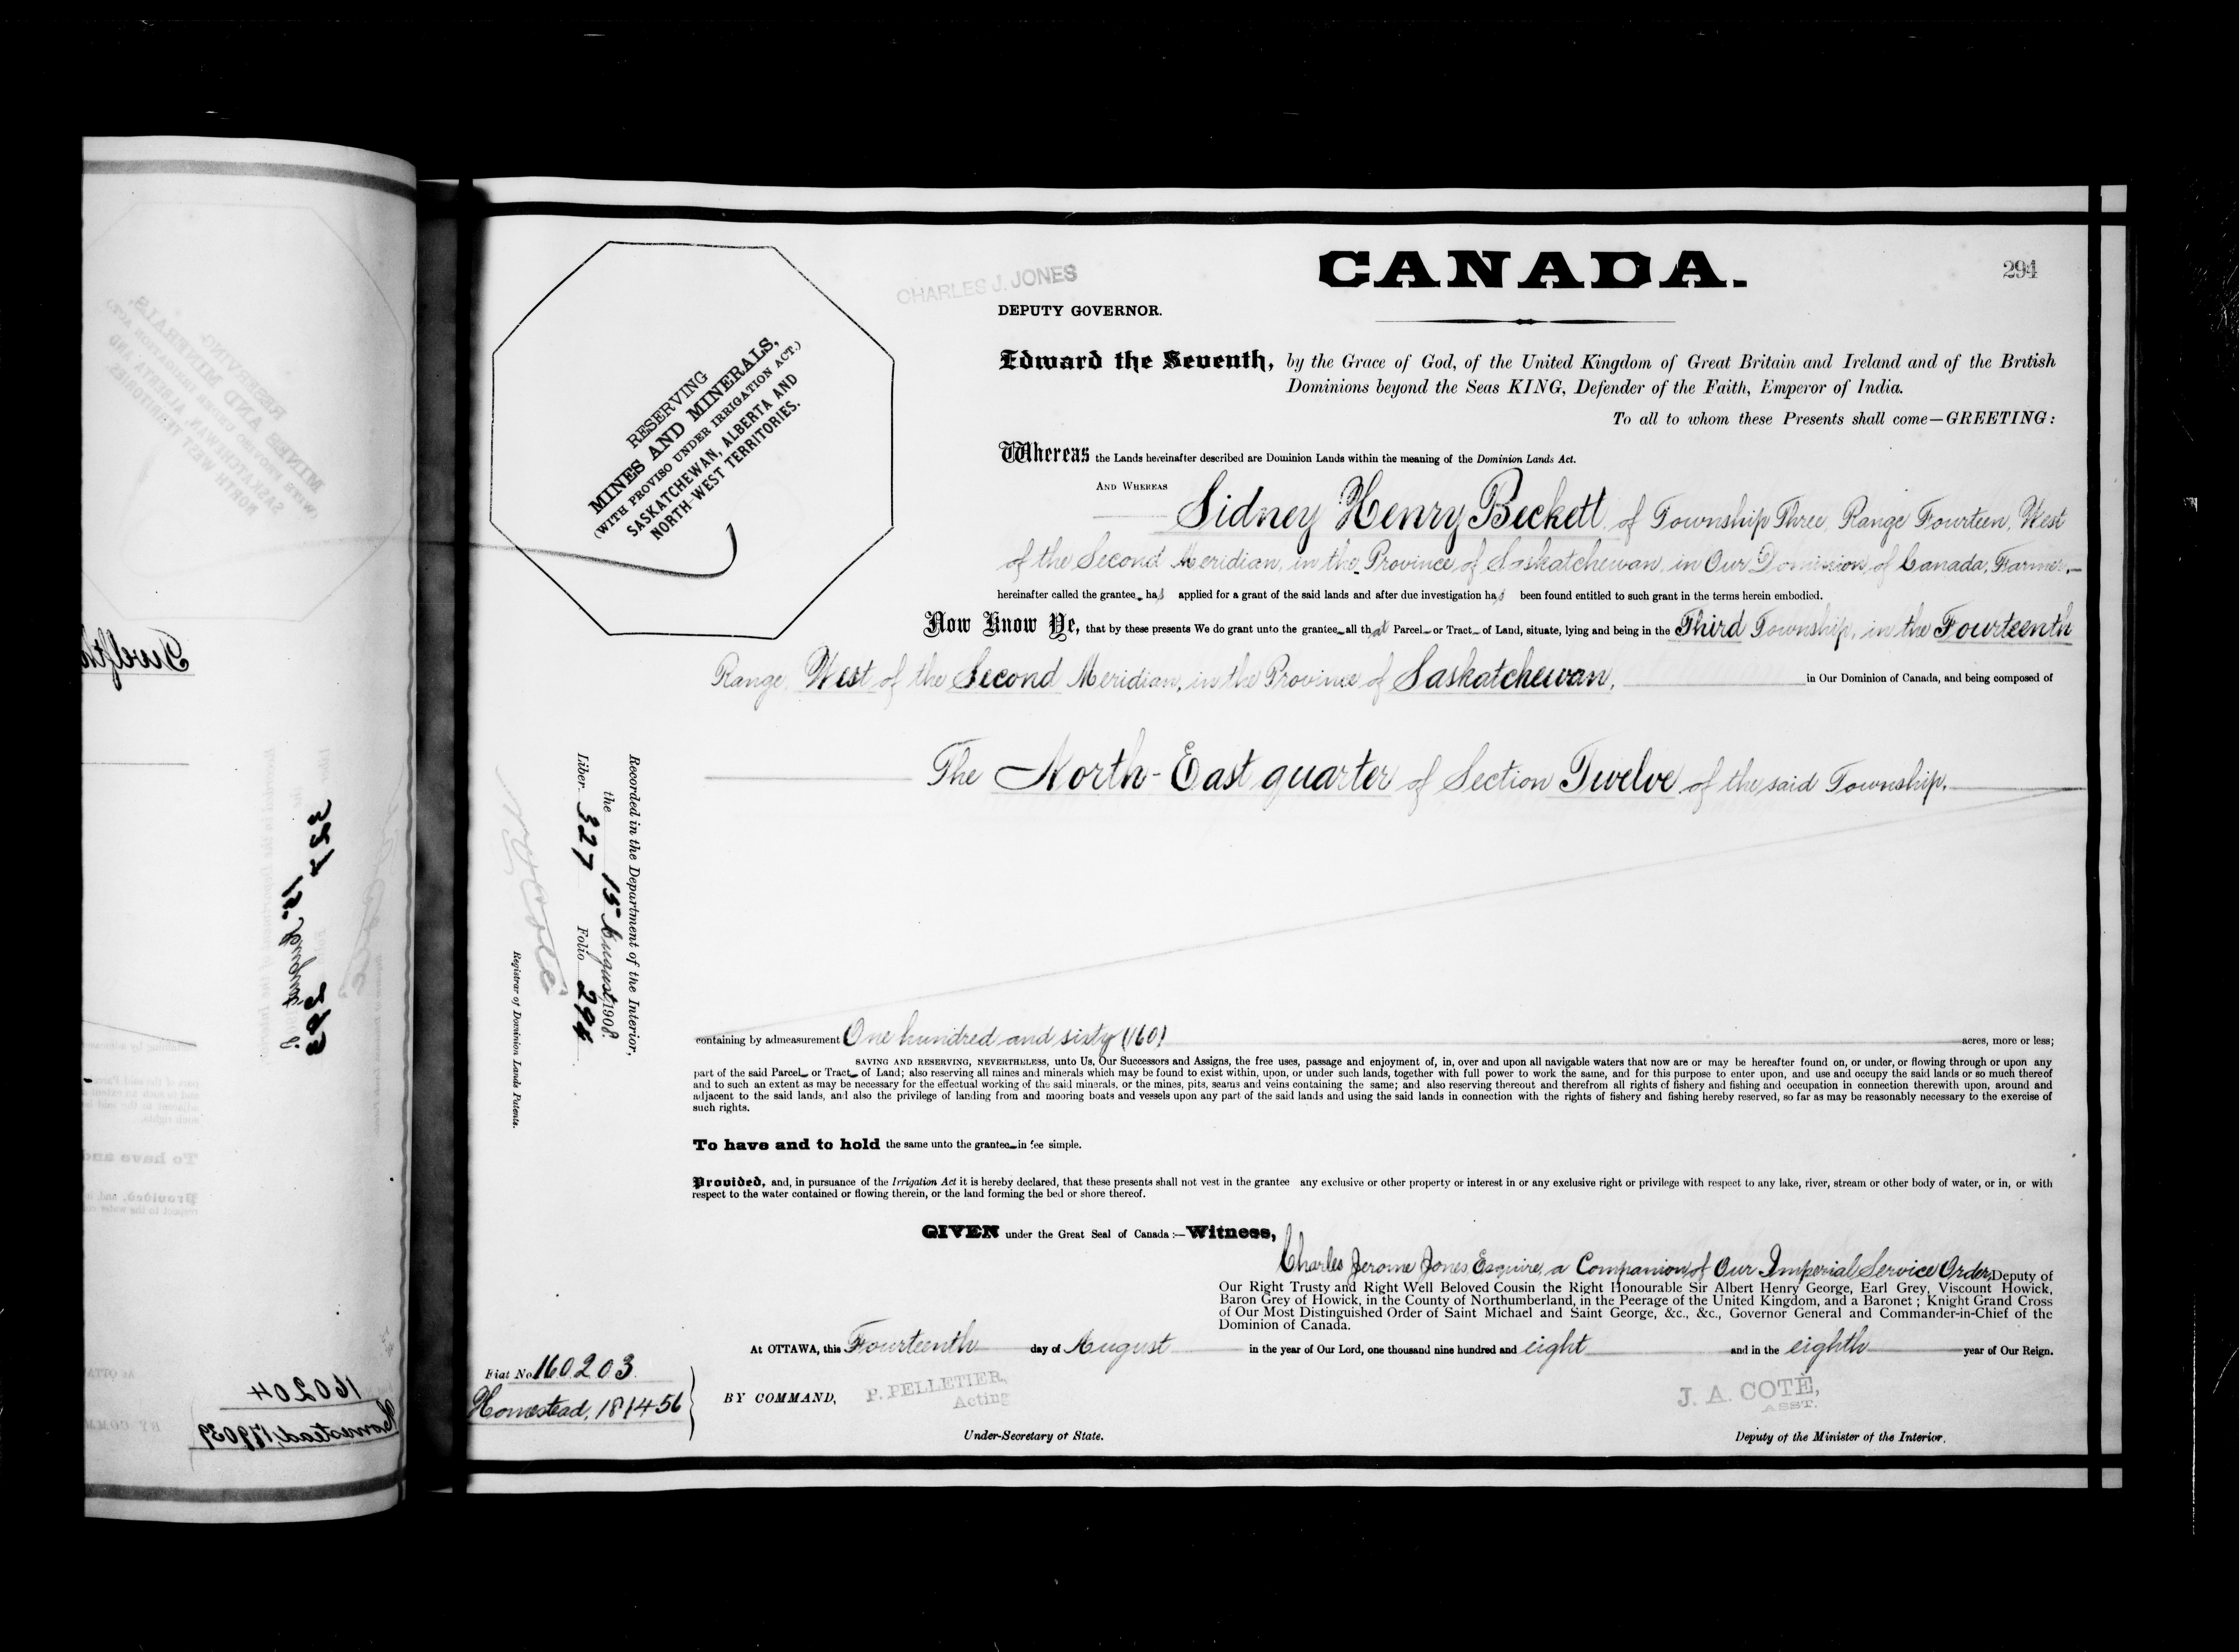 294
CANADA.
CHARLES J. JONES
DEPUTY GOVERNOR.
RESERVING
MINES AND MINERALS,
(WITH PROVISO UNDER IRRIGATION ACT.)
SASKATCHEWAN, ALBERTA AND
NORTH-WEST TERRITORIES.
Edward the Seventh, by the Grace of God, of the United Kingdom of Great Britain and Ireland and of the British
Dominions beyond the Seas KING, Defender of the Faith, Emperor of India.
To all to whom these Presents shall come—GREETING:
Whereas the Lands hereinafter described are Dominion Lands within the meaning of the Dominion Lands Act.
AND WHEREAS Sidney Henry Beckett, of Township Three, Range Fourteen, West
of the Second Meridian, in the Province of Saskatchewan, in Our Dominion of Canada, Farmer,
hereinafter called the grantee, has applied for a grant of the said lands and after due investigation has been found entitled to such grant in the terms herein embodied.
Now Know Ye, that by these presents We do grant unto the grantee all that Parcel or Tract of Land, situate, lying and being in the Third Township, in the Fourteenth
Range, West of the Second Meridian, in the Province of Saskatchewan, in Our Dominion of Canada, and being composed of
The North-East quarter of Section Twelve of the said Township.
Recorded in the Department of the Interior,
the 15 August, 1908.
Liber 327 Folio 294
N. O. Coté
Registrar of Dominion Lands Patents.
containing by admeasurement One hundred and sixty (160) acres, more or less;
SAVING AND RESERVING, NEVERTHELESS, unto Us, Our Successors and Assigns, the free uses, passage and enjoyment of, in, over and upon all navigable waters that now are or may be hereafter found on, or under, or flowing through or upon any
part of the said Parcel or Tract of Land; also reserving all mines and minerals which may be found to exist within, upon, or under such lands, together with full power to work the same, and for this purpose to enter upon, and use and occupy the said lands or so much thereof
and to such an extent as may be necessary for the effectual working of the said minerals, or the mines, pits, seams and veins containing the same; and also reserving thereout and therefrom all rights of fishery and fishing and occupation in connection therewith upon, around and
adjacent to the said lands, and also the privilege of landing from and mooring boats and vessels upon any part of the said lands and using the said lands in connection with the rights of fishery and fishing hereby reserved, so far as may be reasonably necessary to the exercise of
such rights.
To have and to hold the same unto the grantee in fee simple.
Provided, and, in pursuance of the Irrigation Act it is hereby declared, that these presents shall not vest in the grantee any exclusive or other property or interest in or any exclusive right or privilege with respect to any lake, river, stream or other body of water, or in, or with
respect to the water contained or flowing therein, or the land forming the bed or shore thereof.
GIVEN under the Great Seal of Canada:—Witness,
Charles Jerome Jones Esquire, a Companion of Our Imperial Service Order, Deputy of
Our Right Trusty and Right Well Beloved Cousin the Right Honourable Sir Albert Henry George, Earl Grey, Viscount Howick,
Baron Grey of Howick, in the County of Northumberland, in the Peerage of the United Kingdom, and a Baronet; Knight Grand Cross
of Our Most Distinguished Order of Saint Michael and Saint George, &c., &c., Governor General and Commander-in-Chief of the
Dominion of Canada.
At OTTAWA, this Fourteenth day of August in the year of Our Lord, one thousand nine hundred and eight and in the eighth year of Our Reign.
Fiat No. 160203.
Homestead, 181456
BY COMMAND,
P. PELLETIER,
Acting
Under-Secretary of State.
J. A. COTÉ,
ASST.
Deputy of the Minister of the Interior.
Twelfth
160204
Homestead, 179039